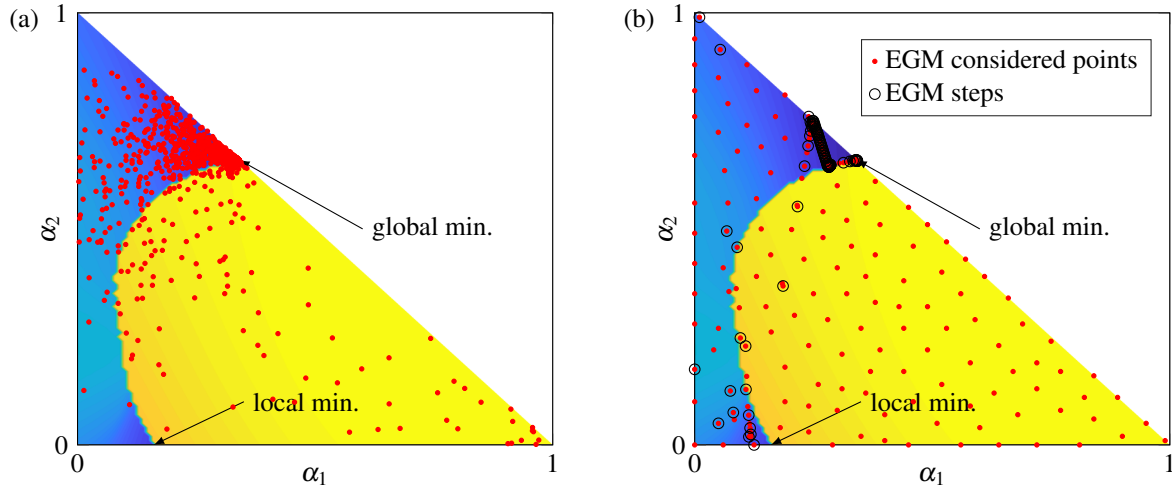 (a)
1
α2
global min.
local min.
0
0
α1
1
(b)
1
EGM considered points
EGM steps
α2
global min.
local min.
0
0
α1
1